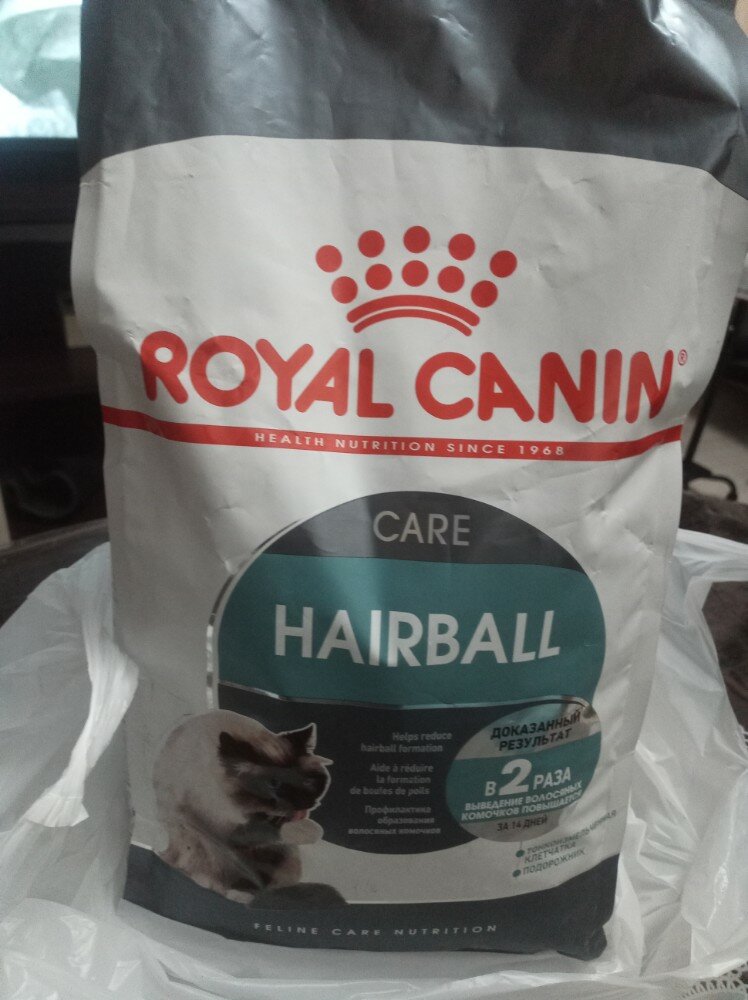 ROYAL CANIN®
HEALTH NUTRITION SINCE 1968
CARE
HAIRBALL
Helps reduce
hairball formation
Aide à réduire
la formation
de boules de poils
Профилактика
образования
волосяных комочков
ДОКАЗАННЫЙ
РЕЗУЛЬТАТ
В 2 РАЗА
ВЫВЕДЕНИЕ ВОЛОСЯНЫХ
КОМОЧКОВ ПОВЫШАЕТСЯ
ЗА 14 ДНЕЙ
• ТОНКОИЗМЕЛЬЧЕННАЯ
КЛЕТЧАТКА
• ПОДОРОЖНИК
FELINE CARE NUTRITION